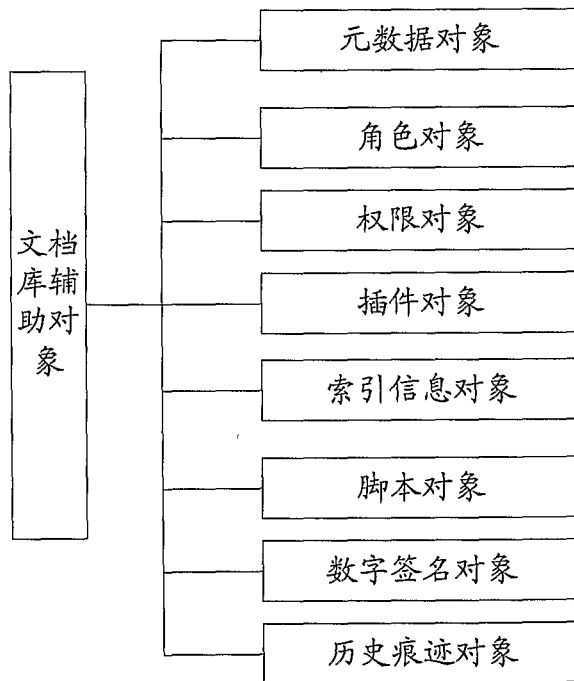 元数据对象
角色对象
权限对象
文档
库辅
助对
象
插件对象
索引信息对象
脚本对象
数字签名对象
历史痕迹对象